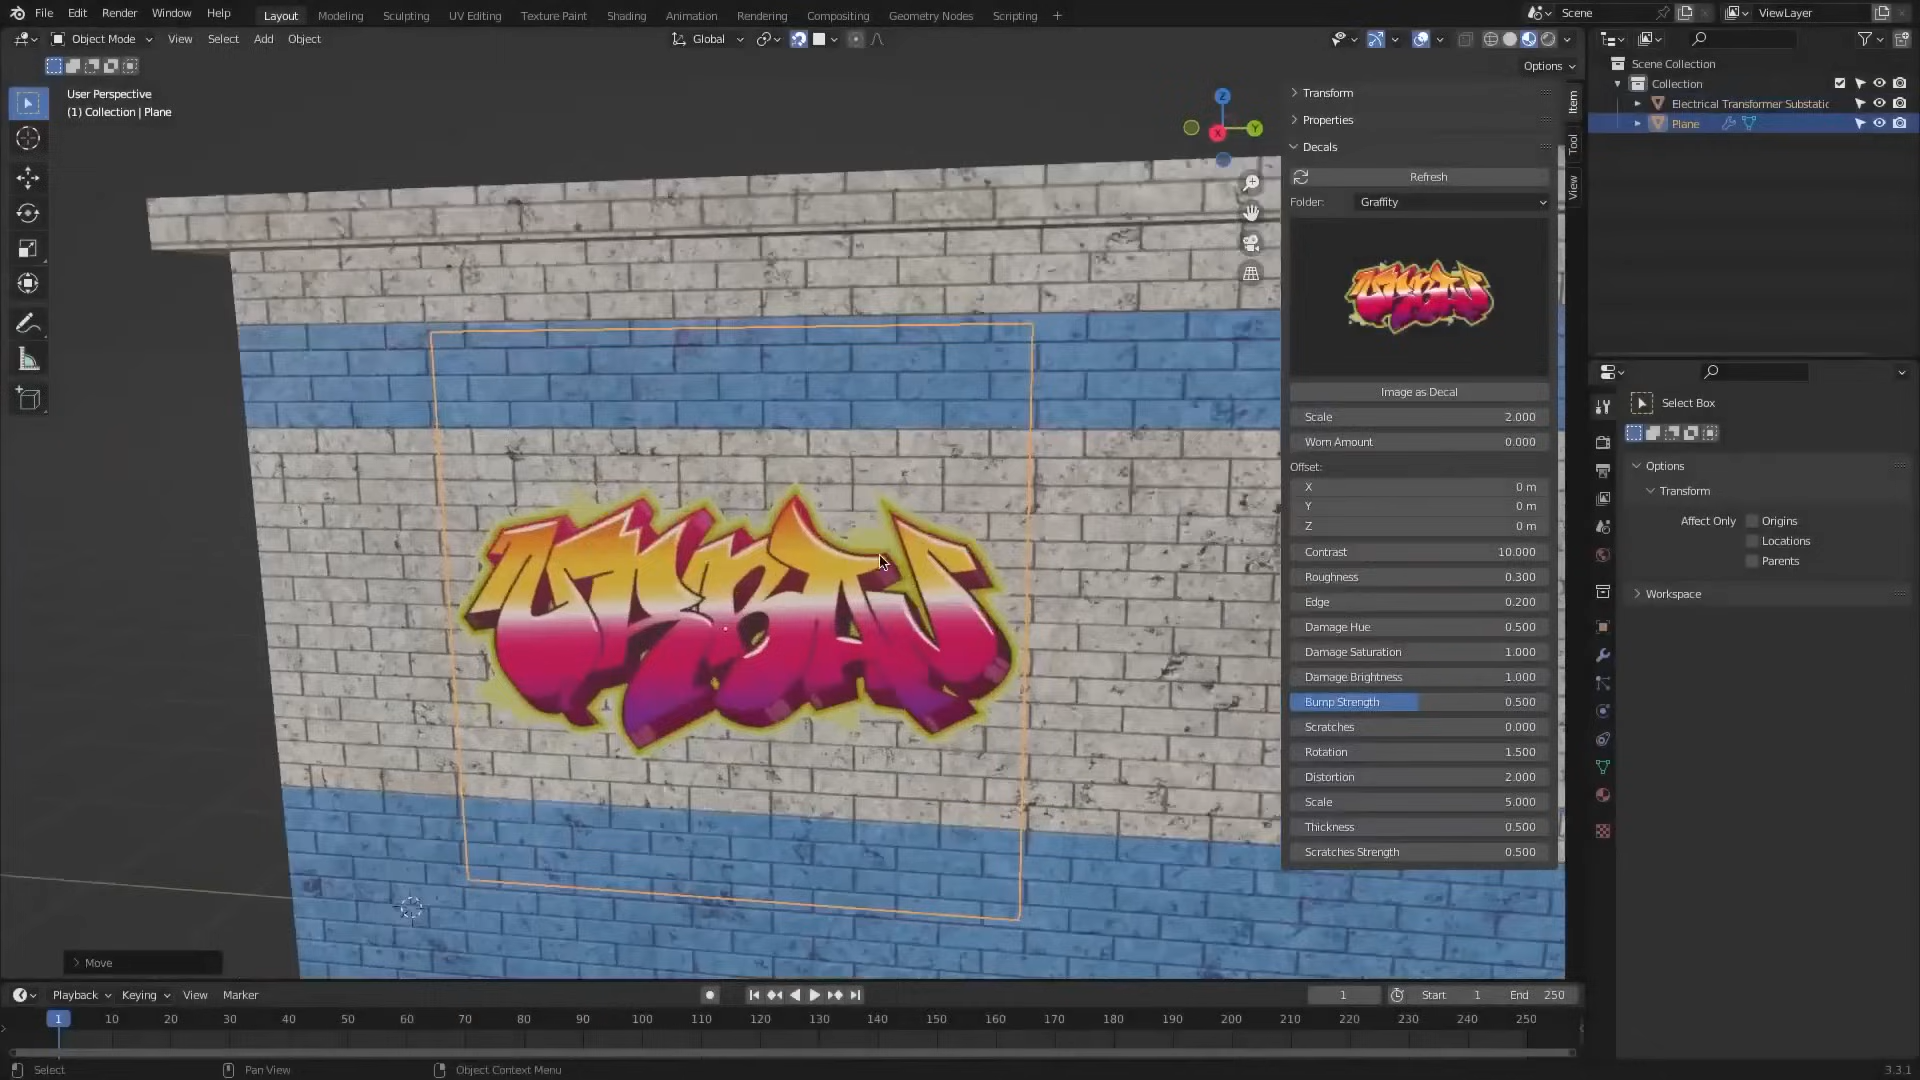 File Edit Render Window Help Layout Modeling Sculpting UV Editing Texture Paint Shading Animation Rendering Compositing Geometry Nodes Scripting Scene ViewLayer
Object Mode View Select Add Object Global
Options
User Perspective
(1) Collection | Plane
Z
Y
X
Transform
Properties
Decals
Refresh
Folder: Graffity
Image as Decal
Scale 2.000
Worn Amount 0.000
Offset:
X 0 m
Y 0 m
Z 0 m
Contrast 10.000
Roughness 0.300
Edge 0.200
Damage Hue 0.500
Damage Saturation 1.000
Damage Brightness 1.000
Bump Strength 0.500
Scratches 0.000
Rotation 1.500
Distortion 2.000
Scale 5.000
Thickness 0.500
Scratches Strength 0.500
Item
Tool
View
Scene Collection
Collection
Electrical Transformer Substatic
Plane
Select Box
Options
Transform
Affect Only Origins
Locations
Parents
Workspace
URBAN
Move
Playback Keying View Marker 1 Start 1 End 250
1 10 20 30 40 50 60 70 80 90 100 110 120 130 140 150 160 170 180 190 200 210 220 230 240 250
Select Pan View Object Context Menu 3.3.1